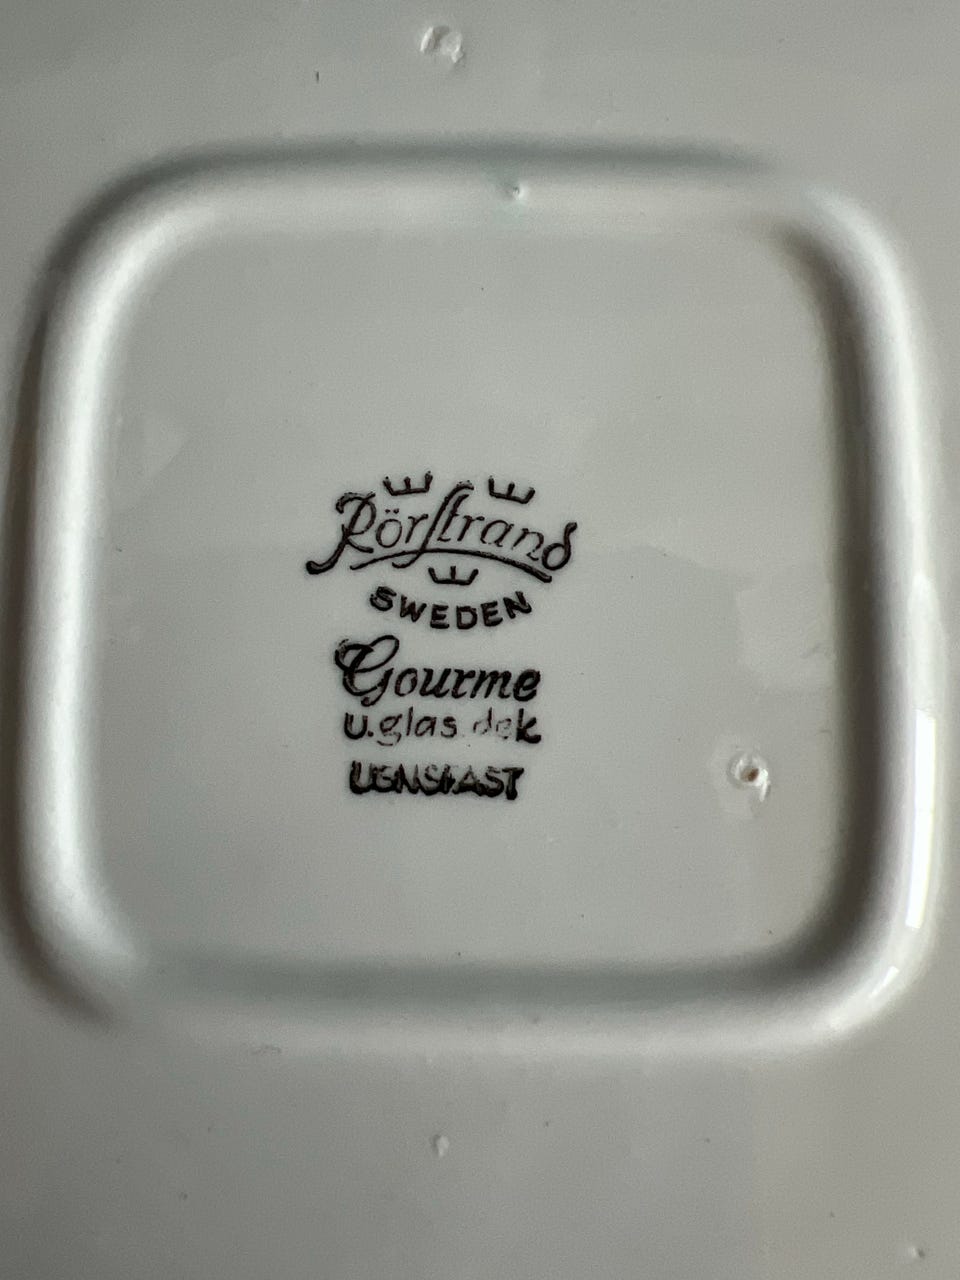 Rörstrand
SWEDEN
Gourme
u.glas dek
UGNSFAST